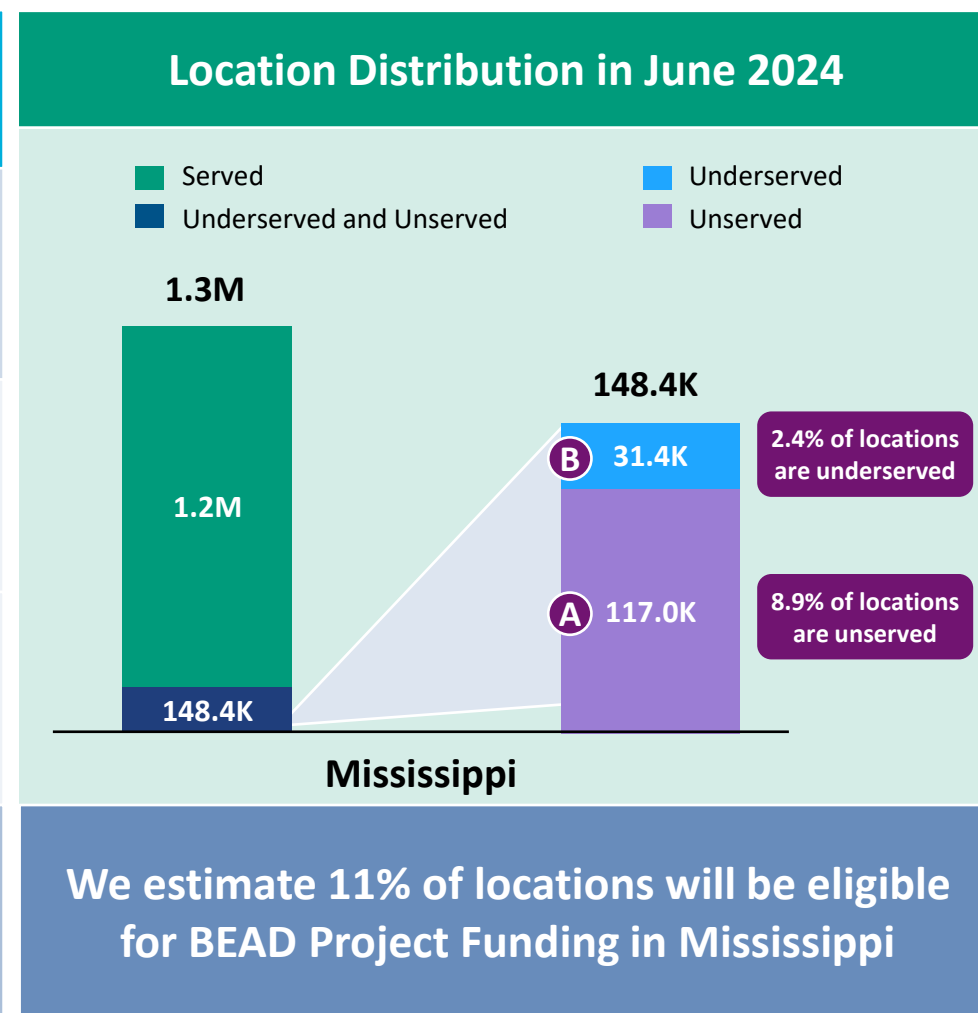 Location Distribution in June 2024
Served
Underserved
Underserved and Unserved
Unserved
1.3M
148.4K
B
31.4K
2.4% of locations
are underserved
1.2M
A
117.0K
8.9% of locations
are unserved
148.4K
Mississippi
We estimate 11% of locations will be eligible
for BEAD Project Funding in Mississippi